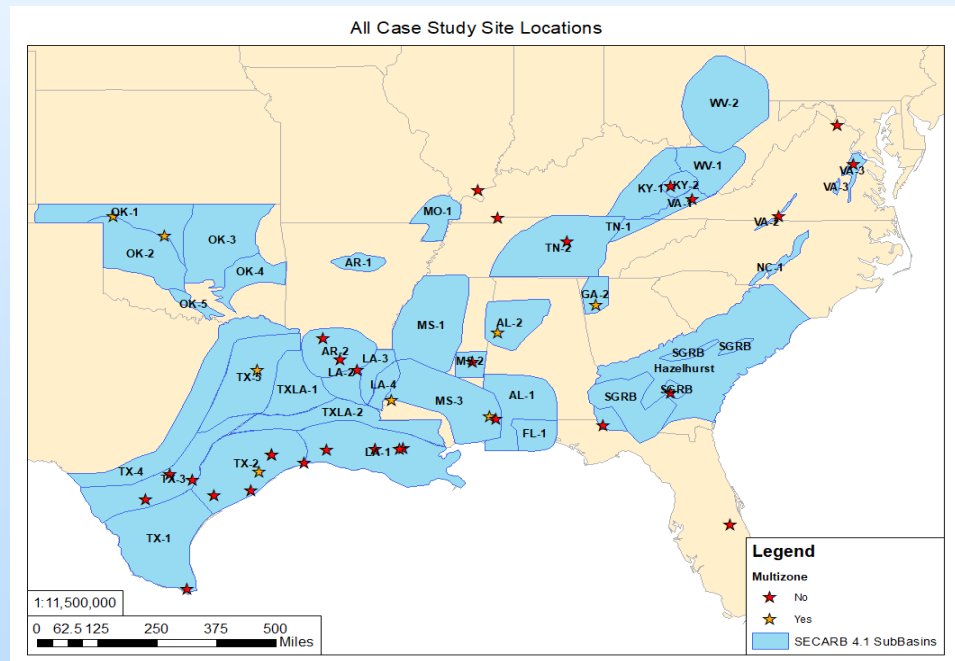 All Case Study Site Locations
WV-2
WV-1
KY-1
KY-2
VA-1
VA-3
VA-3
VA-2
NC-1
MO-1
TN-1
TN-2
OK-1
OK-2
OK-3
OK-4
OK-5
AR-1
GA-2
AL-2
MS-1
MS-2
AR-2
LA-3
LA-2
LA-4
TXLA-1
TXLA-2
MS-3
AL-1
FL-1
SGRB
SGRB
Hazelhurst
SGRB
SGRB
TX-4
TX-3
TX-2
LA-1
TX-1
Legend
Multizone
No
Yes
SECARB 4.1 SubBasins
1:11,500,000
0 62.5 125 250 375 500
Miles